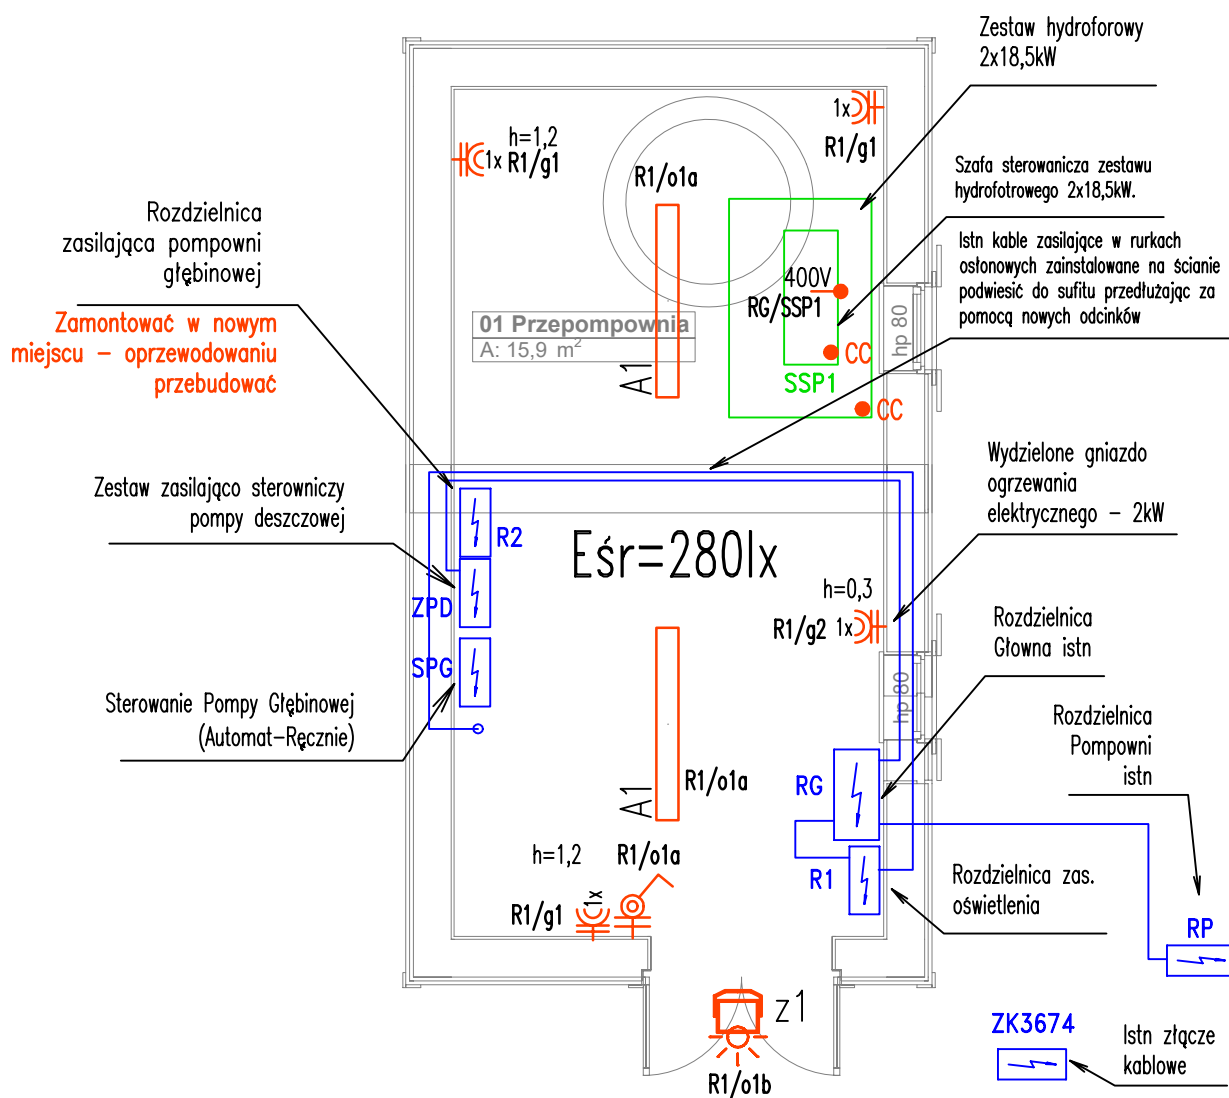 Zestaw hydroforowy
2x18,5kW
1x
R1/g1
h=1,2
1x R1/g1
R1/o1a
Szafa sterowanicza zestawu
hydrofotrowego 2x18,5kW.
Rozdzielnica
zasilająca pompowni
głębinowej
Zamontować w nowym
miejscu – oprzewodowaniu
przebudować
Istn kable zasilające w rurkach
osłonowych zainstalowane na ścianie
podwiesić do sufitu przedłużając za
pomocą nowych odcinków
400V
RG/SSP1
01 Przepompownia
A: 15,9 m²
hp 80
CC
SSP1
A1
CC
Wydzielone gniazdo
ogrzewania
elektrycznego – 2kW
Zestaw zasilająco sterowniczy
pompy deszczowej
R2
Eśr=280lx
ZPD
h=0,3
R1/g2 1x
Rozdzielnica
Głowna istn
SPG
hp 80
Sterowanie Pompy Głębinowej
(Automat–Ręcznie)
Rozdzielnica
Pompowni
istn
RG
R1/o1a
A1
h=1,2
R1/o1a
R1
Rozdzielnica zas.
oświetlenia
1x
R1/g1
RP
z1
ZK3674
Istn złącze
kablowe
R1/o1b